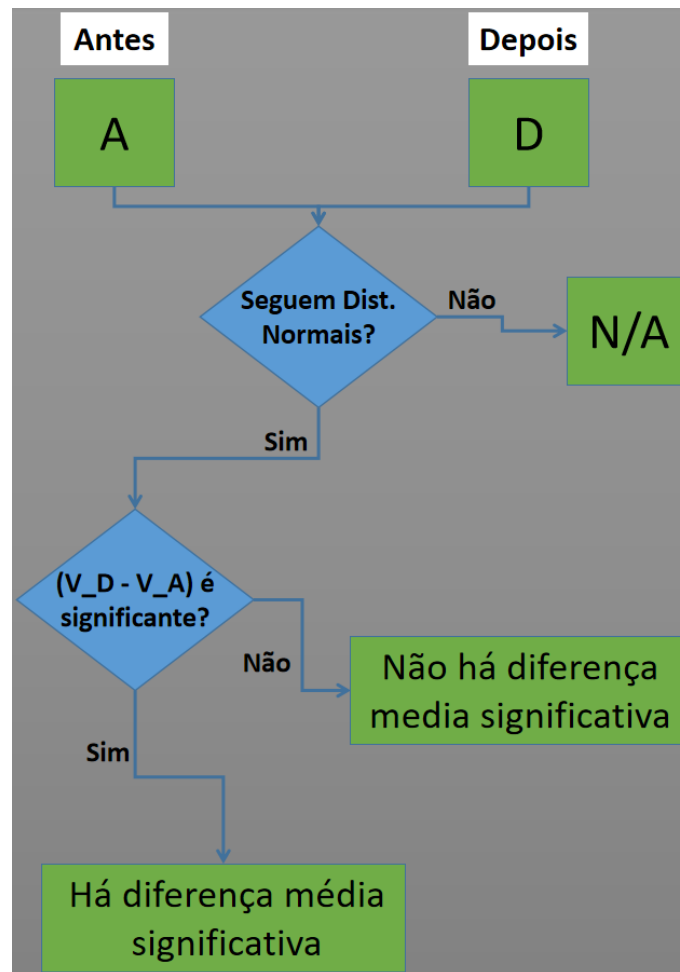 Antes
Depois
A
D
Seguem Dist.
Normais?
Não
N/A
Sim
(V_D - V_A) é
significante?
Não
Não há diferença
media significativa
Sim
Há diferença média
significativa